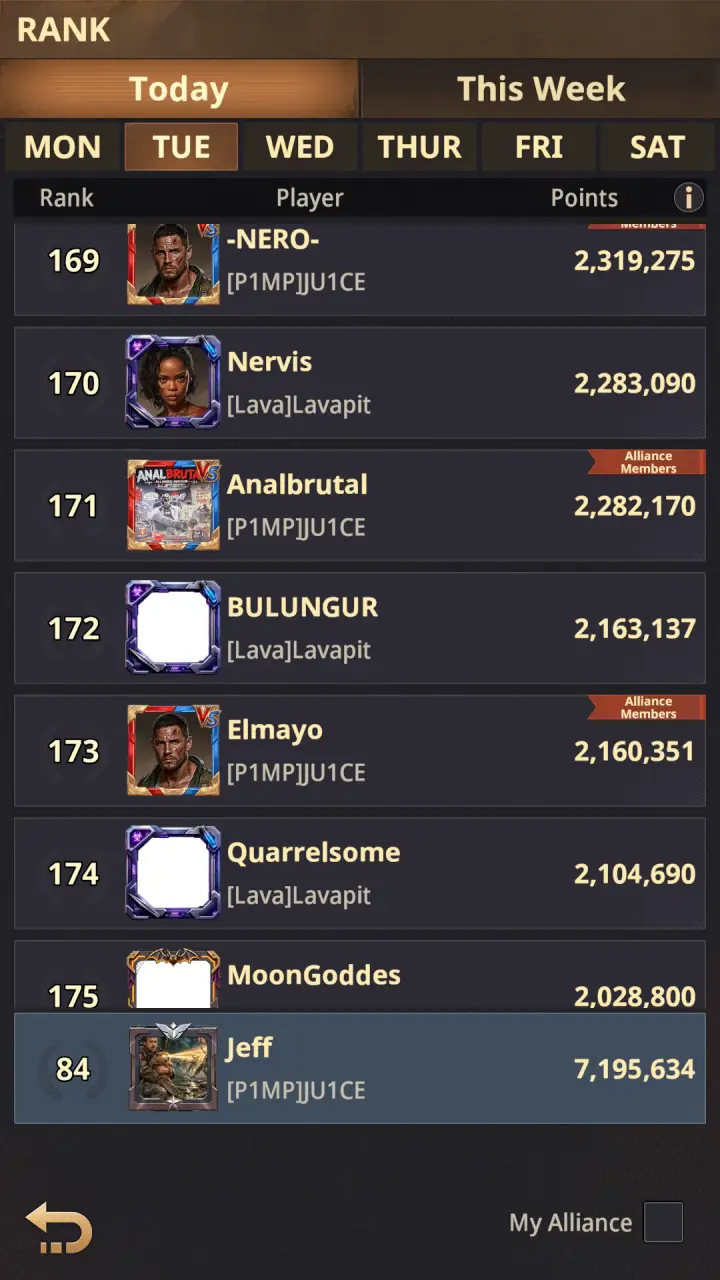 RANK
Today
This Week
MON TUE WED THUR FRI SAT
Rank Player Points
Members
169
-NERO-
[P1MP]JU1CE
2,319,275
170
Nervis
[Lava]Lavapit
2,283,090
Alliance
Members
171
VS
Analbrutal
[P1MP]JU1CE
2,282,170
172
BULUNGUR
[Lava]Lavapit
2,163,137
Alliance
Members
173
VS
Elmayo
[P1MP]JU1CE
2,160,351
174
Quarrelsome
[Lava]Lavapit
2,104,690
175
MoonGoddes
2,028,800
84
Jeff
[P1MP]JU1CE
7,195,634
My Alliance